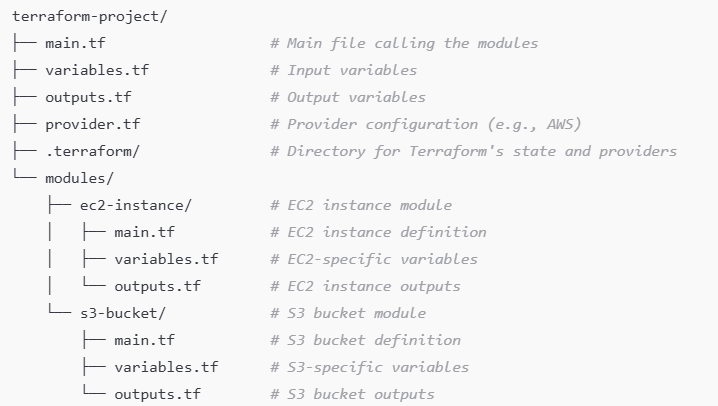 terraform-project/
├── main.tf                   # Main file calling the modules
├── variables.tf              # Input variables
├── outputs.tf                # Output variables
├── provider.tf               # Provider configuration (e.g., AWS)
├── .terraform/               # Directory for Terraform's state and providers
└── modules/
    ├── ec2-instance/         # EC2 instance module
    │   ├── main.tf           # EC2 instance definition
    │   ├── variables.tf      # EC2-specific variables
    │   └── outputs.tf        # EC2 instance outputs
    └── s3-bucket/            # S3 bucket module
        ├── main.tf           # S3 bucket definition
        ├── variables.tf      # S3-specific variables
        └── outputs.tf        # S3 bucket outputs